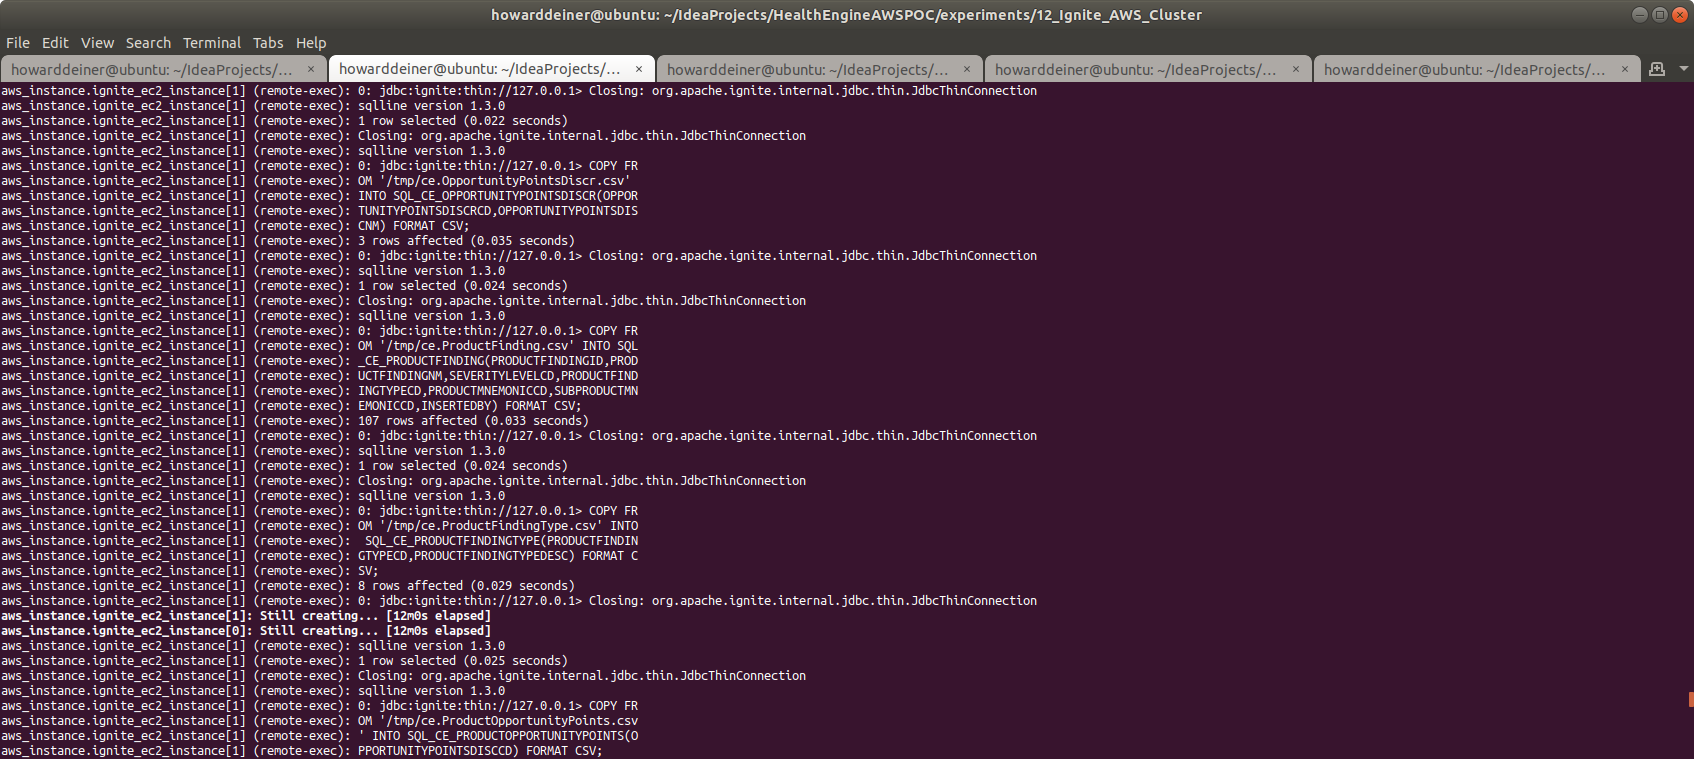 howarddeiner@ubuntu: ~/IdeaProjects/HealthEngineAWSPOC/experiments/12_Ignite_AWS_Cluster
File Edit View Search Terminal Tabs Help
howarddeiner@ubuntu: ~/IdeaProjects/... × howarddeiner@ubuntu: ~/IdeaProjects/... × howarddeiner@ubuntu: ~/IdeaProjects/... × howarddeiner@ubuntu: ~/IdeaProjects/... × howarddeiner@ubuntu: ~/IdeaProjects/... ×
aws_instance.ignite_ec2_instance[1] (remote-exec): 0: jdbc:ignite:thin://127.0.0.1> Closing: org.apache.ignite.internal.jdbc.thin.JdbcThinConnection
aws_instance.ignite_ec2_instance[1] (remote-exec): sqlline version 1.3.0
aws_instance.ignite_ec2_instance[1] (remote-exec): 1 row selected (0.022 seconds)
aws_instance.ignite_ec2_instance[1] (remote-exec): Closing: org.apache.ignite.internal.jdbc.thin.JdbcThinConnection
aws_instance.ignite_ec2_instance[1] (remote-exec): sqlline version 1.3.0
aws_instance.ignite_ec2_instance[1] (remote-exec): 0: jdbc:ignite:thin://127.0.0.1> COPY FR
aws_instance.ignite_ec2_instance[1] (remote-exec): OM '/tmp/ce.OpportunityPointsDiscr.csv'
aws_instance.ignite_ec2_instance[1] (remote-exec): INTO SQL_CE_OPPORTUNITYPOINTSDISCR(OPPOR
aws_instance.ignite_ec2_instance[1] (remote-exec): TUNITYPOINTSDISCRCD,OPPORTUNITYPOINTSDIS
aws_instance.ignite_ec2_instance[1] (remote-exec): CNM) FORMAT CSV;
aws_instance.ignite_ec2_instance[1] (remote-exec): 3 rows affected (0.035 seconds)
aws_instance.ignite_ec2_instance[1] (remote-exec): 0: jdbc:ignite:thin://127.0.0.1> Closing: org.apache.ignite.internal.jdbc.thin.JdbcThinConnection
aws_instance.ignite_ec2_instance[1] (remote-exec): sqlline version 1.3.0
aws_instance.ignite_ec2_instance[1] (remote-exec): 1 row selected (0.024 seconds)
aws_instance.ignite_ec2_instance[1] (remote-exec): Closing: org.apache.ignite.internal.jdbc.thin.JdbcThinConnection
aws_instance.ignite_ec2_instance[1] (remote-exec): sqlline version 1.3.0
aws_instance.ignite_ec2_instance[1] (remote-exec): 0: jdbc:ignite:thin://127.0.0.1> COPY FR
aws_instance.ignite_ec2_instance[1] (remote-exec): OM '/tmp/ce.ProductFinding.csv' INTO SQL
aws_instance.ignite_ec2_instance[1] (remote-exec): _CE_PRODUCTFINDING(PRODUCTFINDINGID,PROD
aws_instance.ignite_ec2_instance[1] (remote-exec): UCTFINDINGNM,SEVERITYLEVELCD,PRODUCTFIND
aws_instance.ignite_ec2_instance[1] (remote-exec): INGTYPECD,PRODUCTMNEMONICCD,SUBPRODUCTMN
aws_instance.ignite_ec2_instance[1] (remote-exec): EMONICCD,INSERTEDBY) FORMAT CSV;
aws_instance.ignite_ec2_instance[1] (remote-exec): 107 rows affected (0.033 seconds)
aws_instance.ignite_ec2_instance[1] (remote-exec): 0: jdbc:ignite:thin://127.0.0.1> Closing: org.apache.ignite.internal.jdbc.thin.JdbcThinConnection
aws_instance.ignite_ec2_instance[1] (remote-exec): sqlline version 1.3.0
aws_instance.ignite_ec2_instance[1] (remote-exec): 1 row selected (0.024 seconds)
aws_instance.ignite_ec2_instance[1] (remote-exec): Closing: org.apache.ignite.internal.jdbc.thin.JdbcThinConnection
aws_instance.ignite_ec2_instance[1] (remote-exec): sqlline version 1.3.0
aws_instance.ignite_ec2_instance[1] (remote-exec): 0: jdbc:ignite:thin://127.0.0.1> COPY FR
aws_instance.ignite_ec2_instance[1] (remote-exec): OM '/tmp/ce.ProductFindingType.csv' INTO
aws_instance.ignite_ec2_instance[1] (remote-exec):  SQL_CE_PRODUCTFINDINGTYPE(PRODUCTFINDIN
aws_instance.ignite_ec2_instance[1] (remote-exec): GTYPECD,PRODUCTFINDINGTYPEDESC) FORMAT C
aws_instance.ignite_ec2_instance[1] (remote-exec): SV;
aws_instance.ignite_ec2_instance[1] (remote-exec): 8 rows affected (0.029 seconds)
aws_instance.ignite_ec2_instance[1] (remote-exec): 0: jdbc:ignite:thin://127.0.0.1> Closing: org.apache.ignite.internal.jdbc.thin.JdbcThinConnection
aws_instance.ignite_ec2_instance[1]: Still creating... [12m0s elapsed]
aws_instance.ignite_ec2_instance[0]: Still creating... [12m0s elapsed]
aws_instance.ignite_ec2_instance[1] (remote-exec): sqlline version 1.3.0
aws_instance.ignite_ec2_instance[1] (remote-exec): 1 row selected (0.025 seconds)
aws_instance.ignite_ec2_instance[1] (remote-exec): Closing: org.apache.ignite.internal.jdbc.thin.JdbcThinConnection
aws_instance.ignite_ec2_instance[1] (remote-exec): sqlline version 1.3.0
aws_instance.ignite_ec2_instance[1] (remote-exec): 0: jdbc:ignite:thin://127.0.0.1> COPY FR
aws_instance.ignite_ec2_instance[1] (remote-exec): OM '/tmp/ce.ProductOpportunityPoints.csv
aws_instance.ignite_ec2_instance[1] (remote-exec): ' INTO SQL_CE_PRODUCTOPPORTUNITYPOINTS(O
aws_instance.ignite_ec2_instance[1] (remote-exec): PPORTUNITYPOINTSDISCCD) FORMAT CSV;